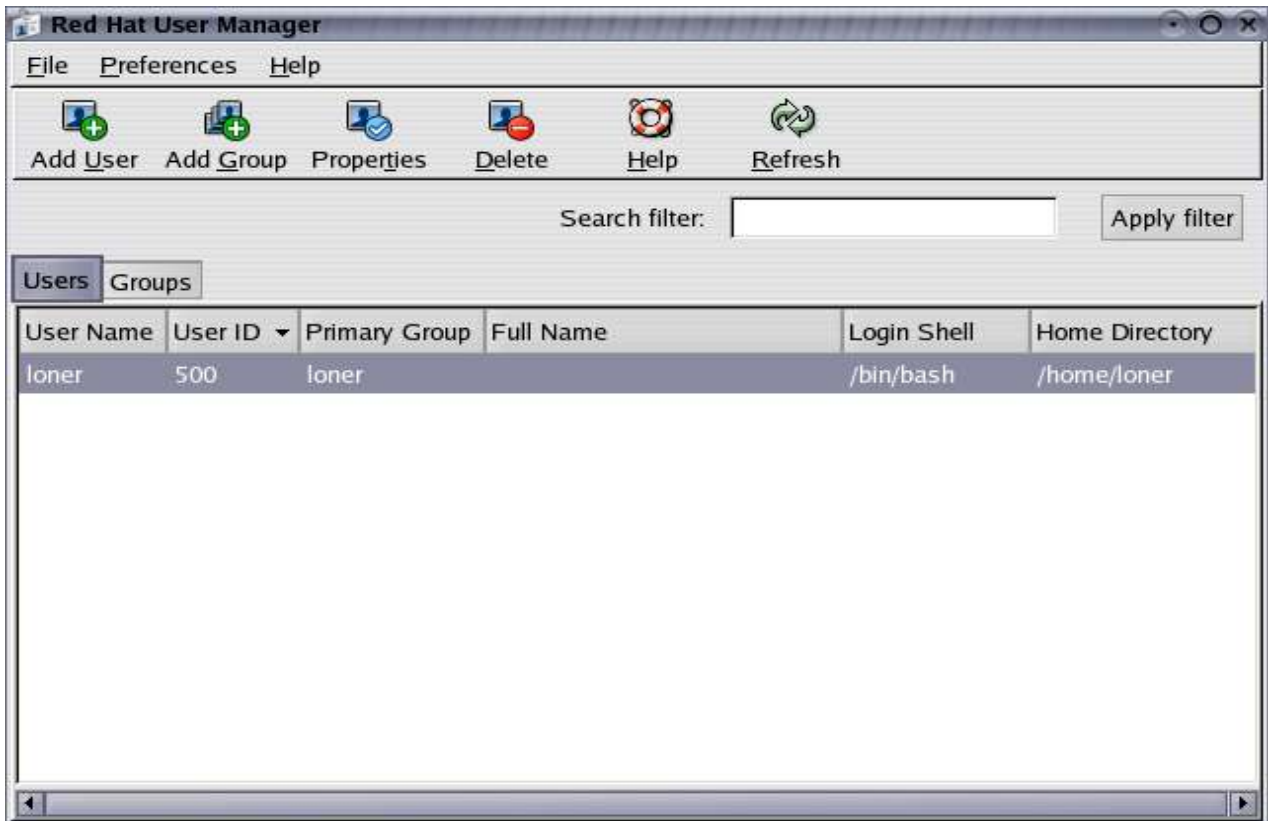 Red Hat User Manager
File Preferences Help
Add User Add Group Properties Delete Help Refresh
Search filter: Apply filter
Users Groups
User Name User ID Primary Group Full Name Login Shell Home Directory
loner 500 loner /bin/bash /home/loner